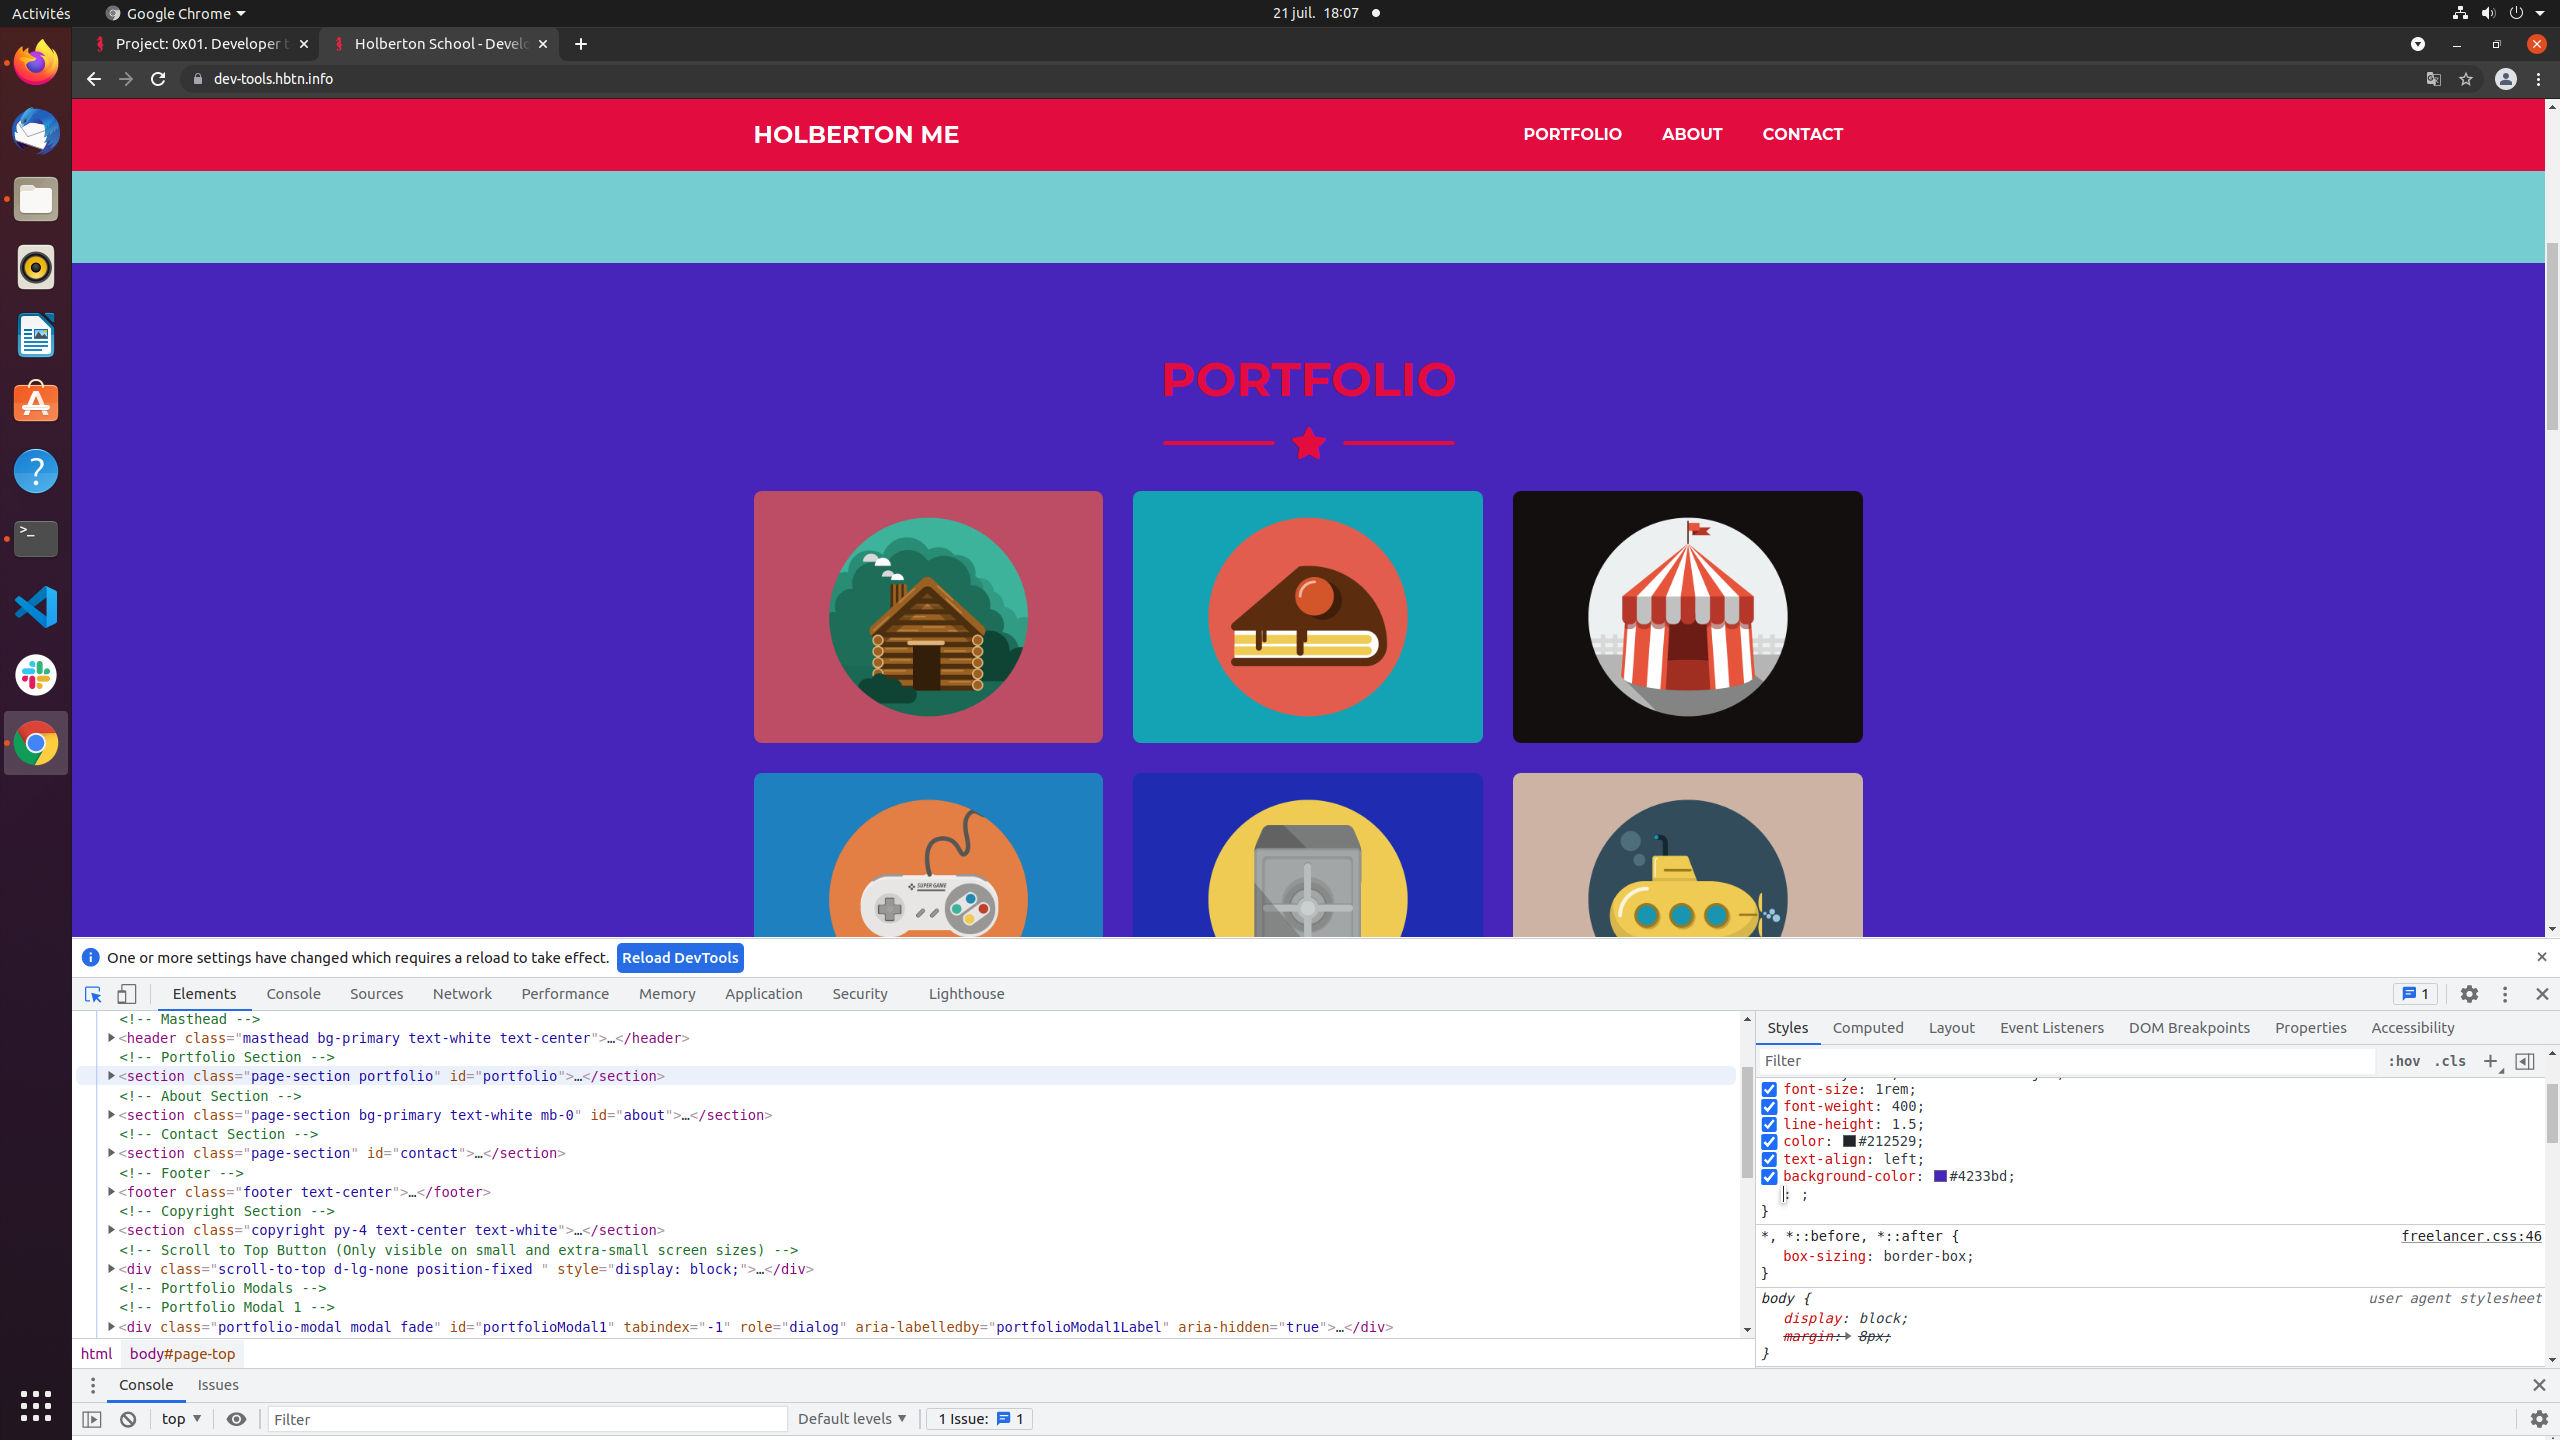 Activités
Google Chrome
21 juil. 18:07
Project: 0x01. Developer t
Holberton School - Develo
dev-tools.hbtn.info
HOLBERTON ME
PORTFOLIO
ABOUT
CONTACT
PORTFOLIO
SUPER GAME
One or more settings have changed which requires a reload to take effect.
Reload DevTools
Elements
Console
Sources
Network
Performance
Memory
Application
Security
Lighthouse
1
<!-- Masthead -->
<header class="masthead bg-primary text-white text-center">…</header>
<!-- Portfolio Section -->
<section class="page-section portfolio" id="portfolio">…</section>
<!-- About Section -->
<section class="page-section bg-primary text-white mb-0" id="about">…</section>
<!-- Contact Section -->
<section class="page-section" id="contact">…</section>
<!-- Footer -->
<footer class="footer text-center">…</footer>
<!-- Copyright Section -->
<section class="copyright py-4 text-center text-white">…</section>
<!-- Scroll to Top Button (Only visible on small and extra-small screen sizes) -->
<div class="scroll-to-top d-lg-none position-fixed " style="display: block;">…</div>
<!-- Portfolio Modals -->
<!-- Portfolio Modal 1 -->
<div class="portfolio-modal modal fade" id="portfolioModal1" tabindex="-1" role="dialog" aria-labelledby="portfolioModal1Label" aria-hidden="true">…</div>
html
body#page-top
Styles
Computed
Layout
Event Listeners
DOM Breakpoints
Properties
Accessibility
Filter
:hov
.cls
font-size: 1rem;
font-weight: 400;
line-height: 1.5;
color: #212529;
text-align: left;
background-color: #4233bd;
: ;
}
*, *::before, *::after {
freelancer.css:46
box-sizing: border-box;
}
body {
user agent stylesheet
display: block;
margin: 8px;
}
Console
Issues
top
Filter
Default levels
1 Issue: 1